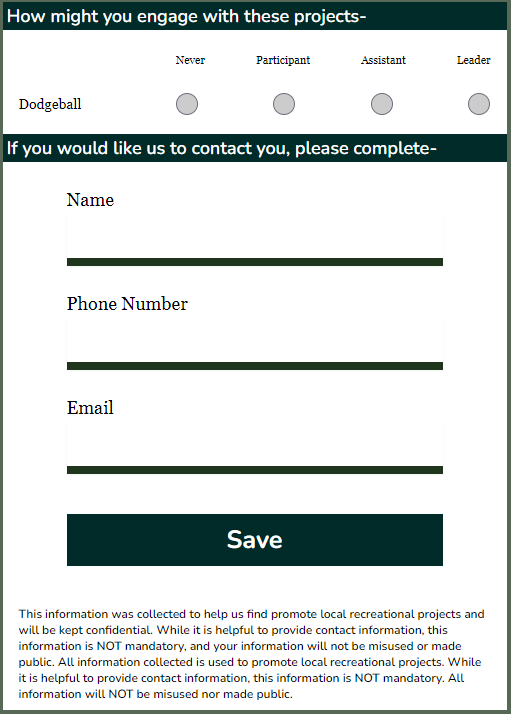 How might you engage with these projects-
Never Participant Assistant Leader
Dodgeball
If you would like us to contact you, please complete-
Name
Phone Number
Email
Save
This information was collected to help us find promote local recreational projects and
will be kept confidential. While it is helpful to provide contact information, this
information is NOT mandatory, and your information will not be misused or made
public. All information collected is used to promote local recreational projects. While
it is helpful to provide contact information, this information is NOT mandatory. All
information will NOT be misused nor made public.